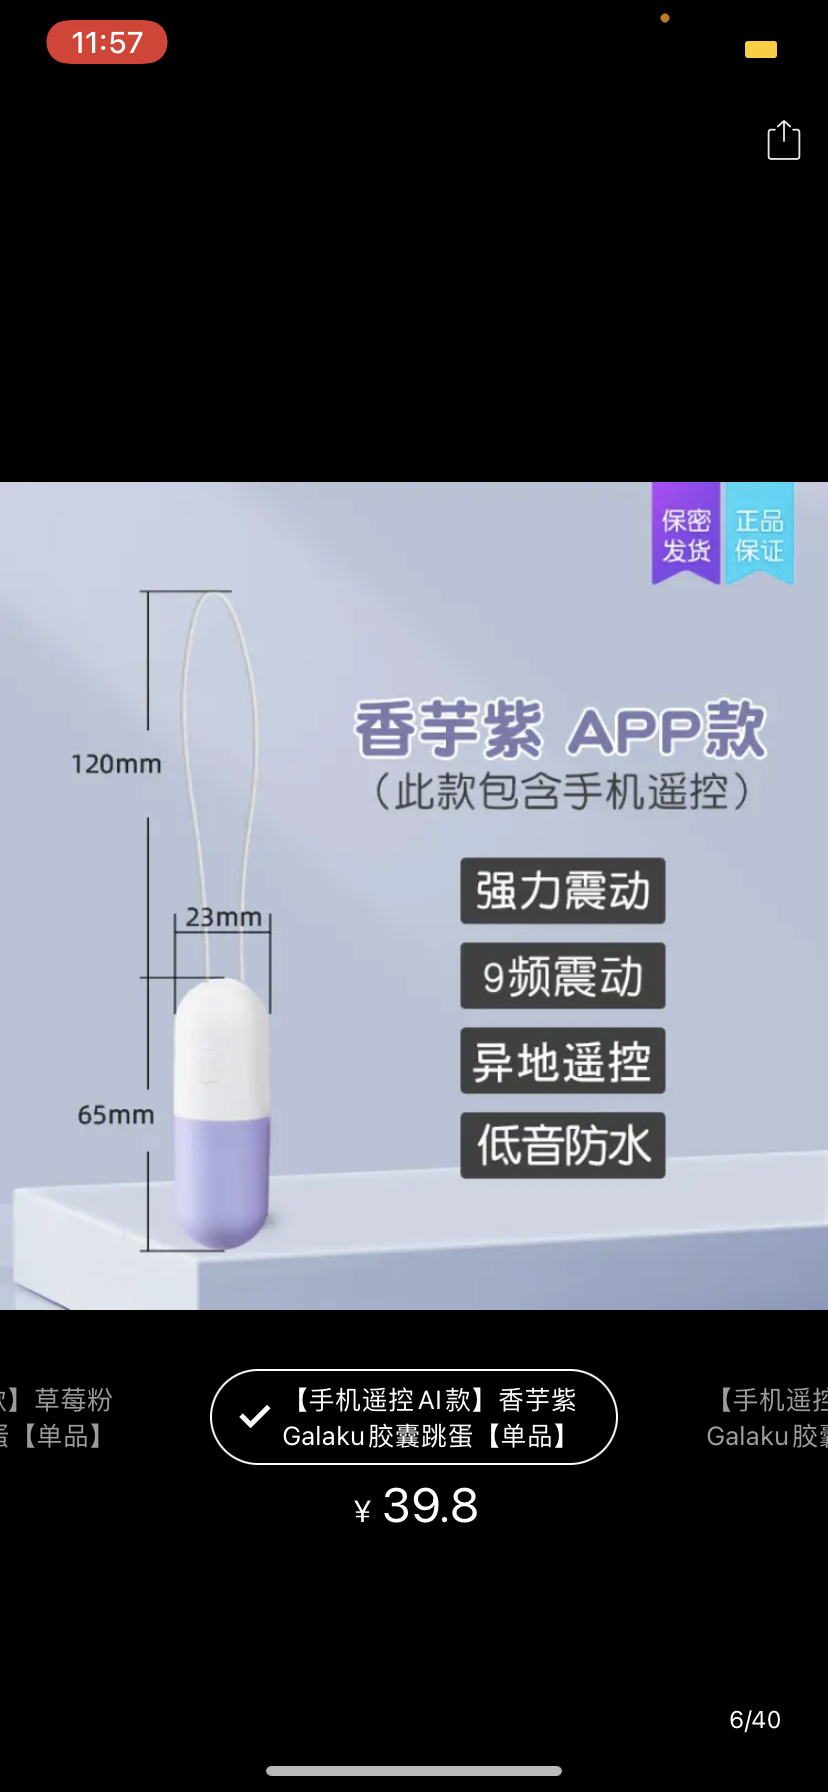 11:57
保密
发货
正品
保证
120mm
香芋紫 APP款
（此款包含手机遥控）
强力震动
23mm
9频震动
异地遥控
65mm
低音防水
】草莓粉
【单品】
【手机遥控AI款】香芋紫
Galaku胶囊跳蛋【单品】
【手机遥控
Galaku胶囊
¥ 39.8
6/40